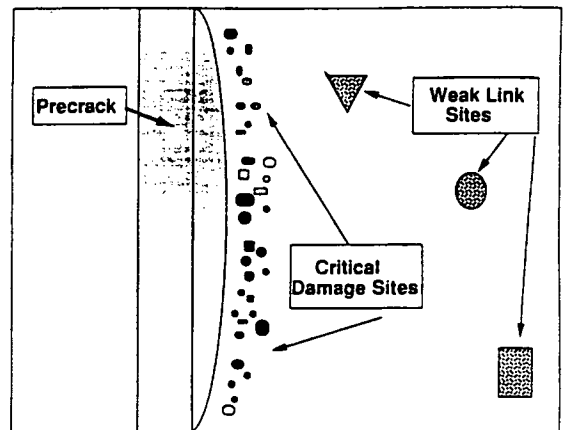 Precrack
Weak Link
Sites
Critical
Damage Sites